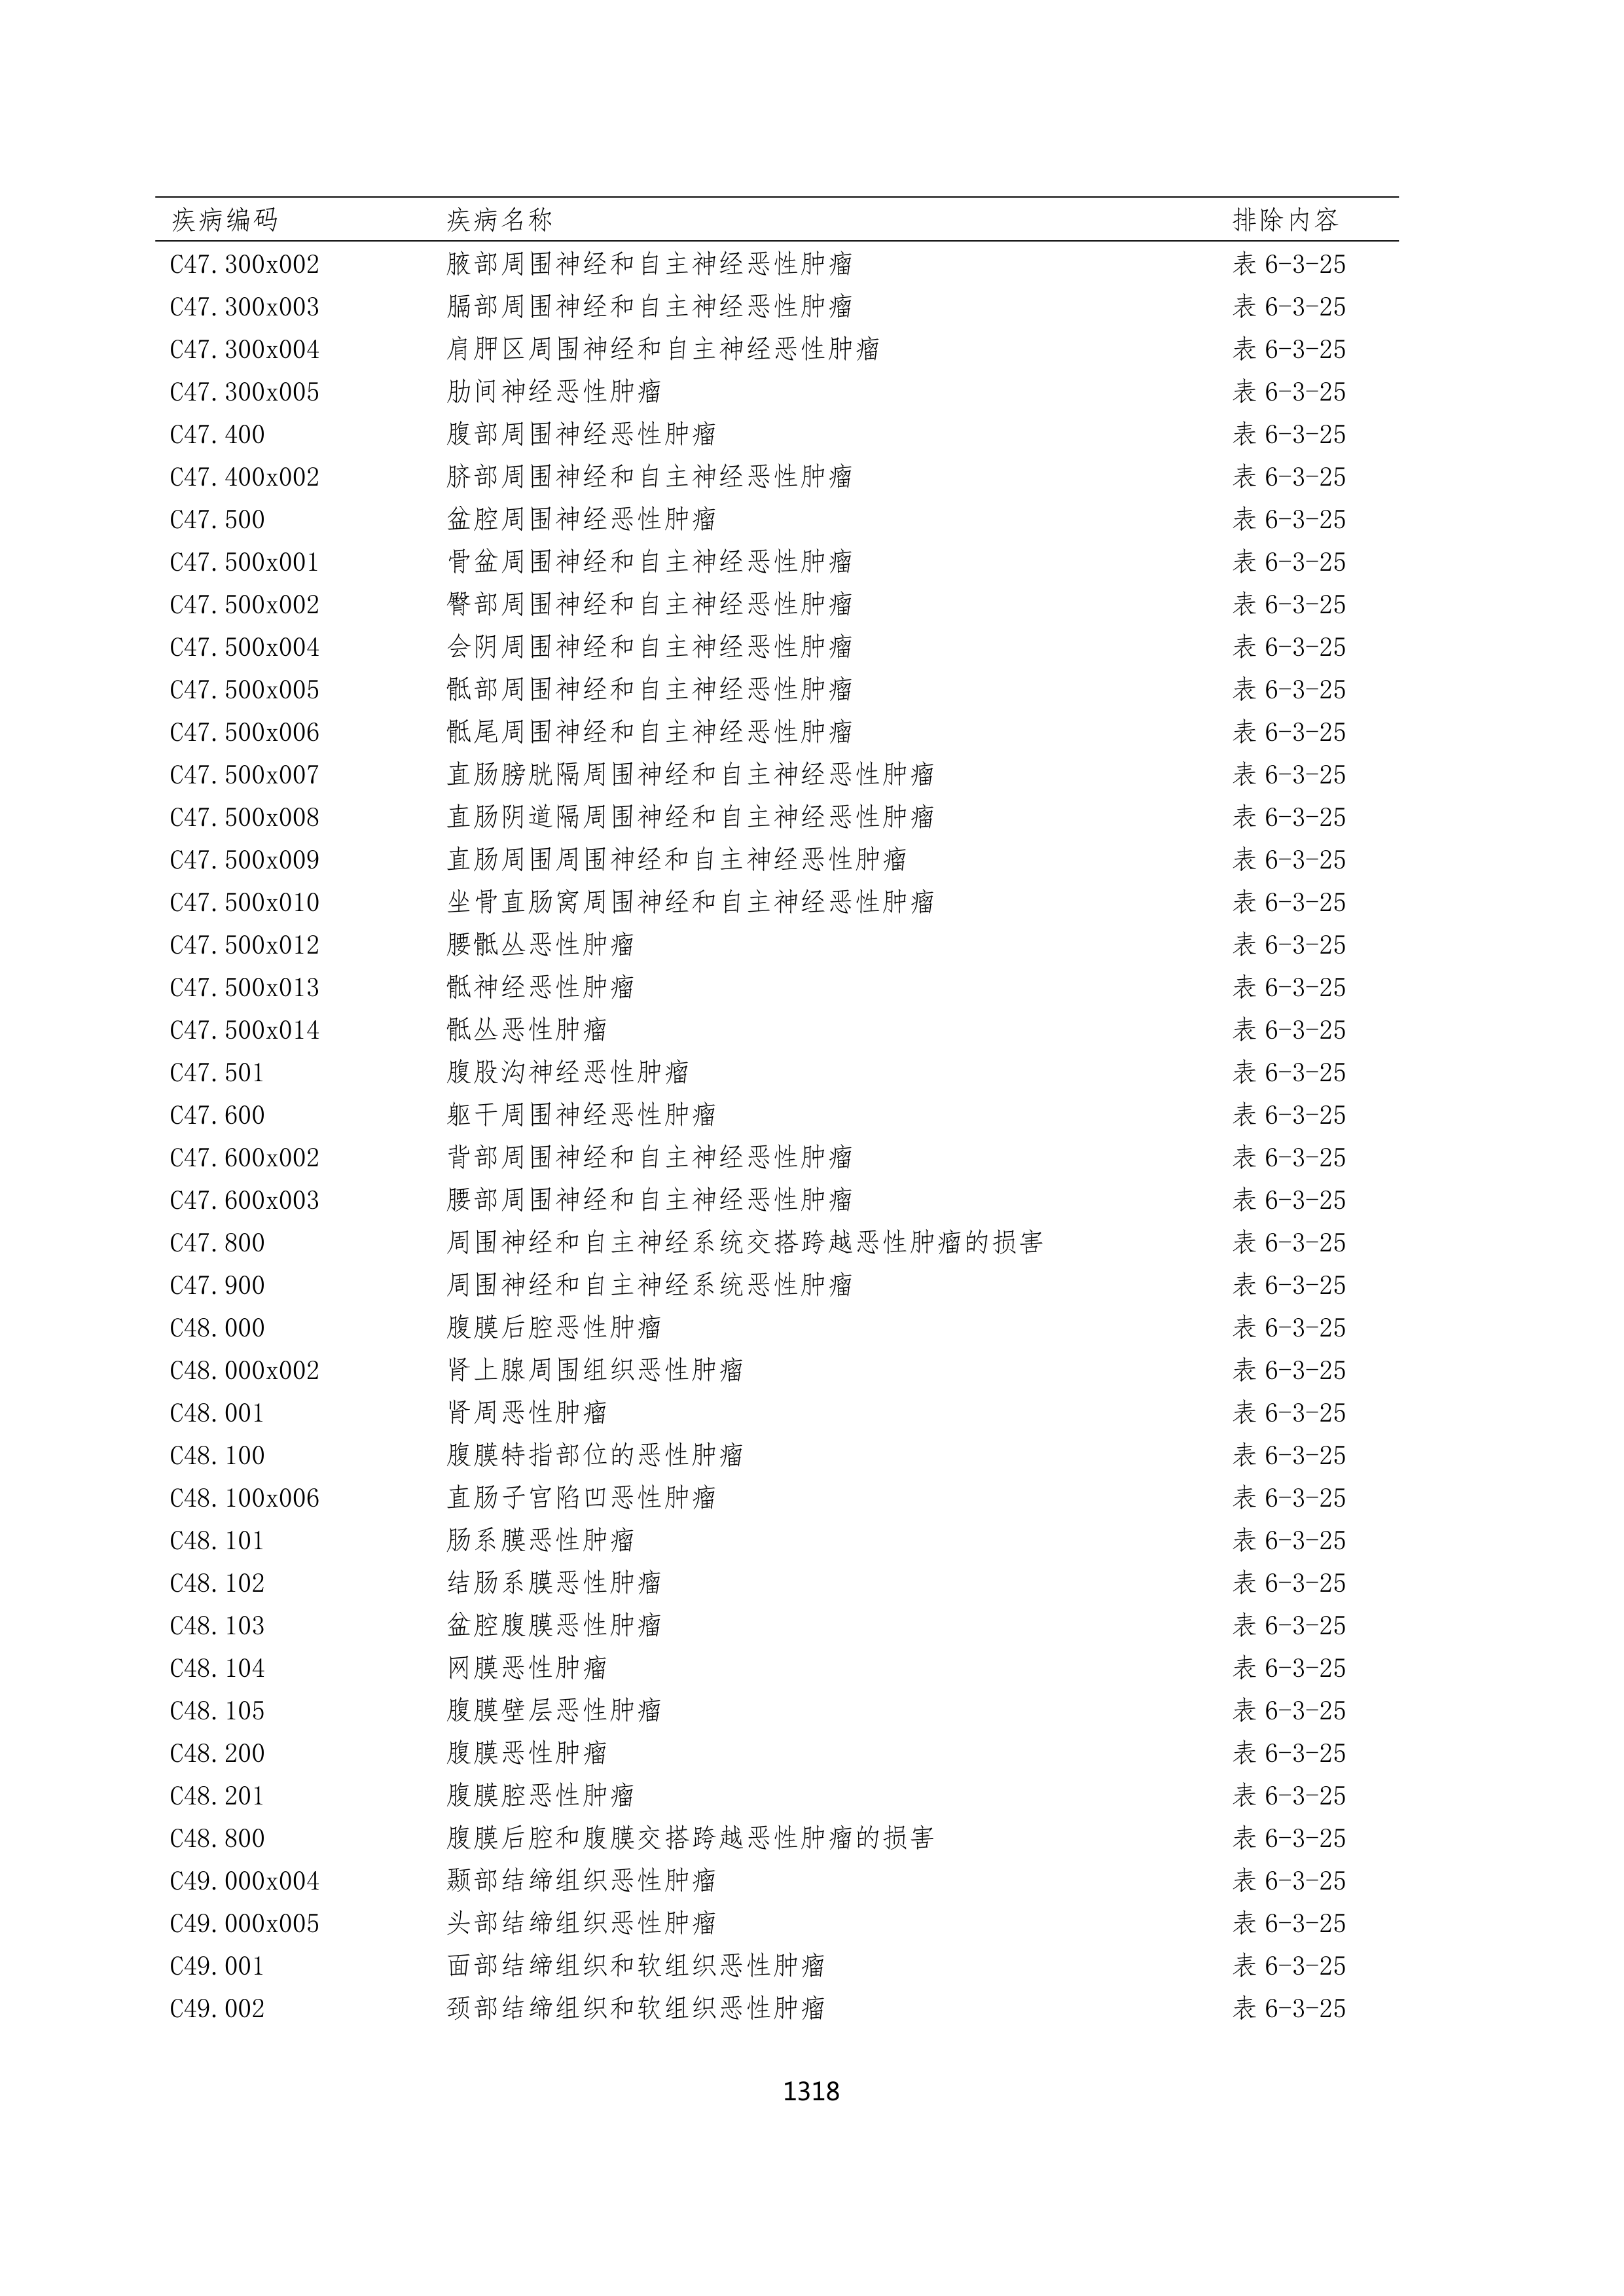 疾病编码 疾病名称 排除内容
C47.300x002 腋部周围神经和自主神经恶性肿瘤 表 6-3-25
C47.300x003 膈部周围神经和自主神经恶性肿瘤 表 6-3-25
C47.300x004 肩胛区周围神经和自主神经恶性肿瘤 表 6-3-25
C47.300x005 肋间神经恶性肿瘤 表 6-3-25
C47.400 腹部周围神经恶性肿瘤 表 6-3-25
C47.400x002 脐部周围神经和自主神经恶性肿瘤 表 6-3-25
C47.500 盆腔周围神经恶性肿瘤 表 6-3-25
C47.500x001 骨盆周围神经和自主神经恶性肿瘤 表 6-3-25
C47.500x002 臀部周围神经和自主神经恶性肿瘤 表 6-3-25
C47.500x004 会阴周围神经和自主神经恶性肿瘤 表 6-3-25
C47.500x005 骶部周围神经和自主神经恶性肿瘤 表 6-3-25
C47.500x006 骶尾周围神经和自主神经恶性肿瘤 表 6-3-25
C47.500x007 直肠膀胱隔周围神经和自主神经恶性肿瘤 表 6-3-25
C47.500x008 直肠阴道隔周围神经和自主神经恶性肿瘤 表 6-3-25
C47.500x009 直肠周围周围神经和自主神经恶性肿瘤 表 6-3-25
C47.500x010 坐骨直肠窝周围神经和自主神经恶性肿瘤 表 6-3-25
C47.500x012 腰骶丛恶性肿瘤 表 6-3-25
C47.500x013 骶神经恶性肿瘤 表 6-3-25
C47.500x014 骶丛恶性肿瘤 表 6-3-25
C47.501 腹股沟神经恶性肿瘤 表 6-3-25
C47.600 躯干周围神经恶性肿瘤 表 6-3-25
C47.600x002 背部周围神经和自主神经恶性肿瘤 表 6-3-25
C47.600x003 腰部周围神经和自主神经恶性肿瘤 表 6-3-25
C47.800 周围神经和自主神经系统交搭跨越恶性肿瘤的损害 表 6-3-25
C47.900 周围神经和自主神经系统恶性肿瘤 表 6-3-25
C48.000 腹膜后腔恶性肿瘤 表 6-3-25
C48.000x002 肾上腺周围组织恶性肿瘤 表 6-3-25
C48.001 肾周恶性肿瘤 表 6-3-25
C48.100 腹膜特指部位的恶性肿瘤 表 6-3-25
C48.100x006 直肠子宫陷凹恶性肿瘤 表 6-3-25
C48.101 肠系膜恶性肿瘤 表 6-3-25
C48.102 结肠系膜恶性肿瘤 表 6-3-25
C48.103 盆腔腹膜恶性肿瘤 表 6-3-25
C48.104 网膜恶性肿瘤 表 6-3-25
C48.105 腹膜壁层恶性肿瘤 表 6-3-25
C48.200 腹膜恶性肿瘤 表 6-3-25
C48.201 腹膜腔恶性肿瘤 表 6-3-25
C48.800 腹膜后腔和腹膜交搭跨越恶性肿瘤的损害 表 6-3-25
C49.000x004 颞部结缔组织恶性肿瘤 表 6-3-25
C49.000x005 头部结缔组织恶性肿瘤 表 6-3-25
C49.001 面部结缔组织和软组织恶性肿瘤 表 6-3-25
C49.002 颈部结缔组织和软组织恶性肿瘤 表 6-3-25
1318